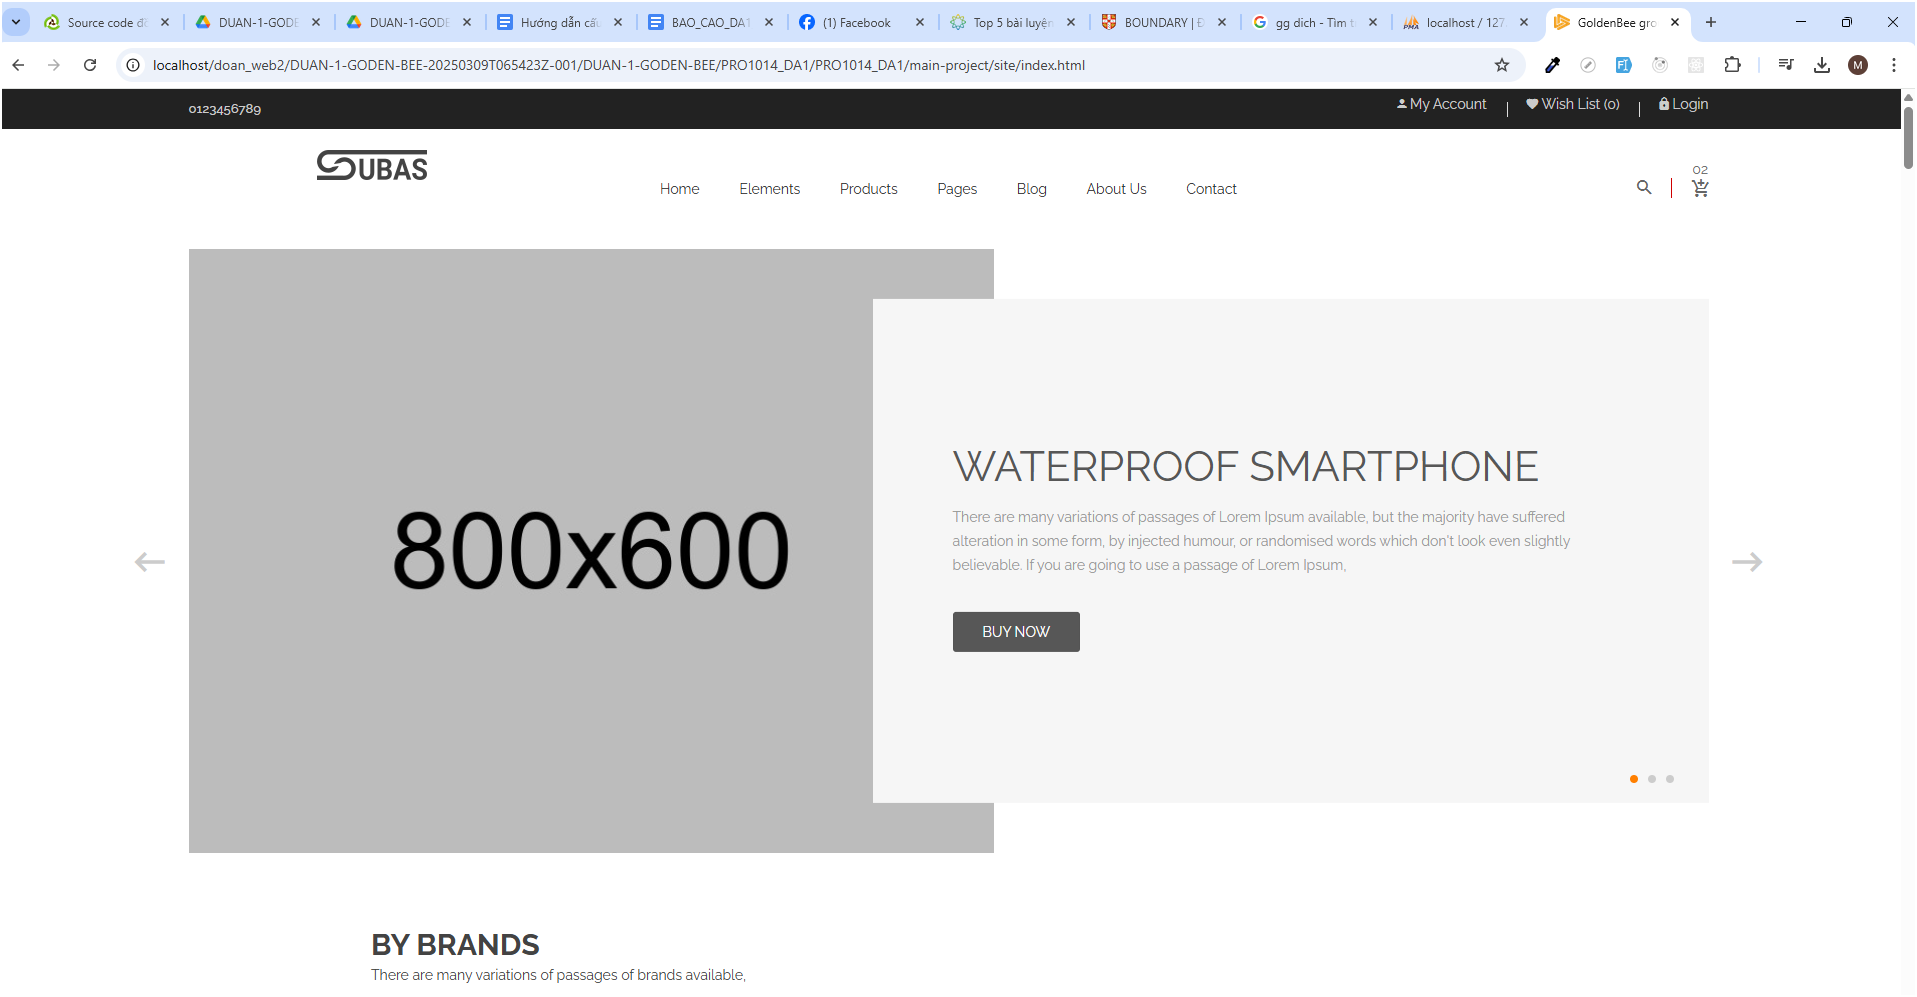 Source code đồ
DUAN-1-GODE
DUAN-1-GODE
Hướng dẫn cấu
BAO_CAO_DA1
(1) Facebook
Top 5 bài luyện
BOUNDARY | Đ
gg dich - Tìm t
localhost / 127
GoldenBee gro
localhost/doan_web2/DUAN-1-GODEN-BEE-20250309T065423Z-001/DUAN-1-GODEN-BEE/PRO1014_DA1/PRO1014_DA1/main-project/site/index.html
M
0123456789
My Account
Wish List (0)
Login
SUBAS
Home
Elements
Products
Pages
Blog
About Us
Contact
02
800x600
WATERPROOF SMARTPHONE
There are many variations of passages of Lorem Ipsum available, but the majority have suffered
alteration in some form, by injected humour, or randomised words which don't look even slightly
believable. If you are going to use a passage of Lorem Ipsum,
BUY NOW
BY BRANDS
There are many variations of passages of brands available,